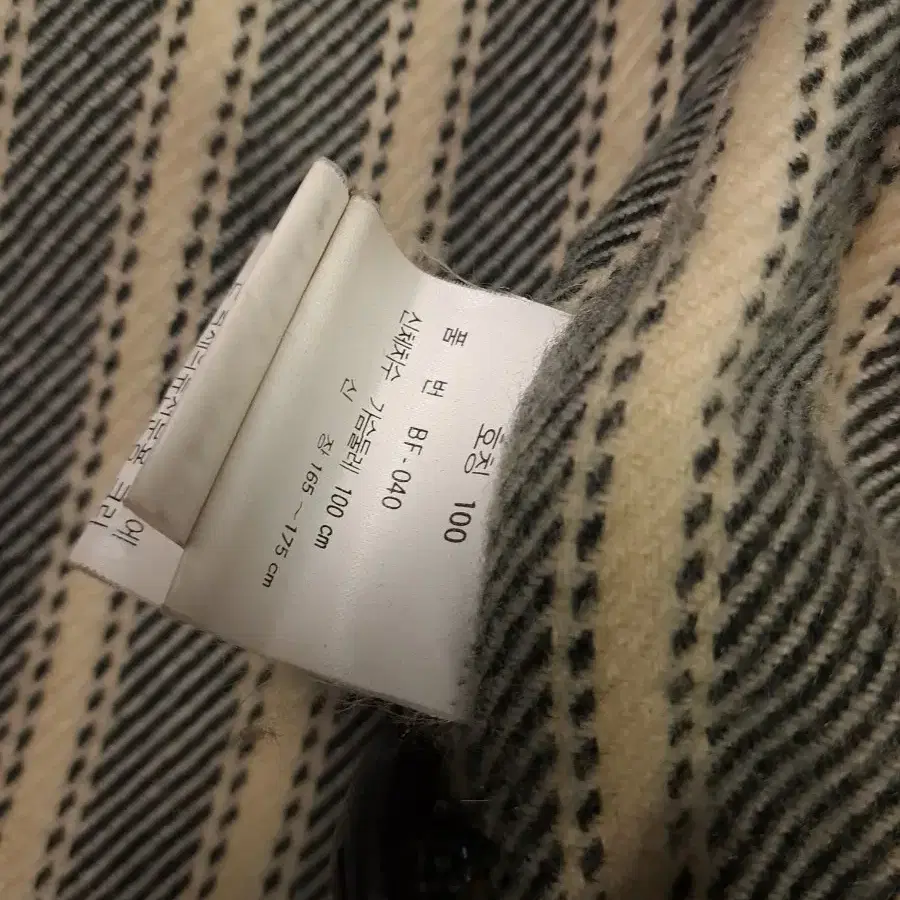 호칭 100
품 번 BF-040
신체치수 가슴둘레 100 cm
신 장 165 ~ 175 cm